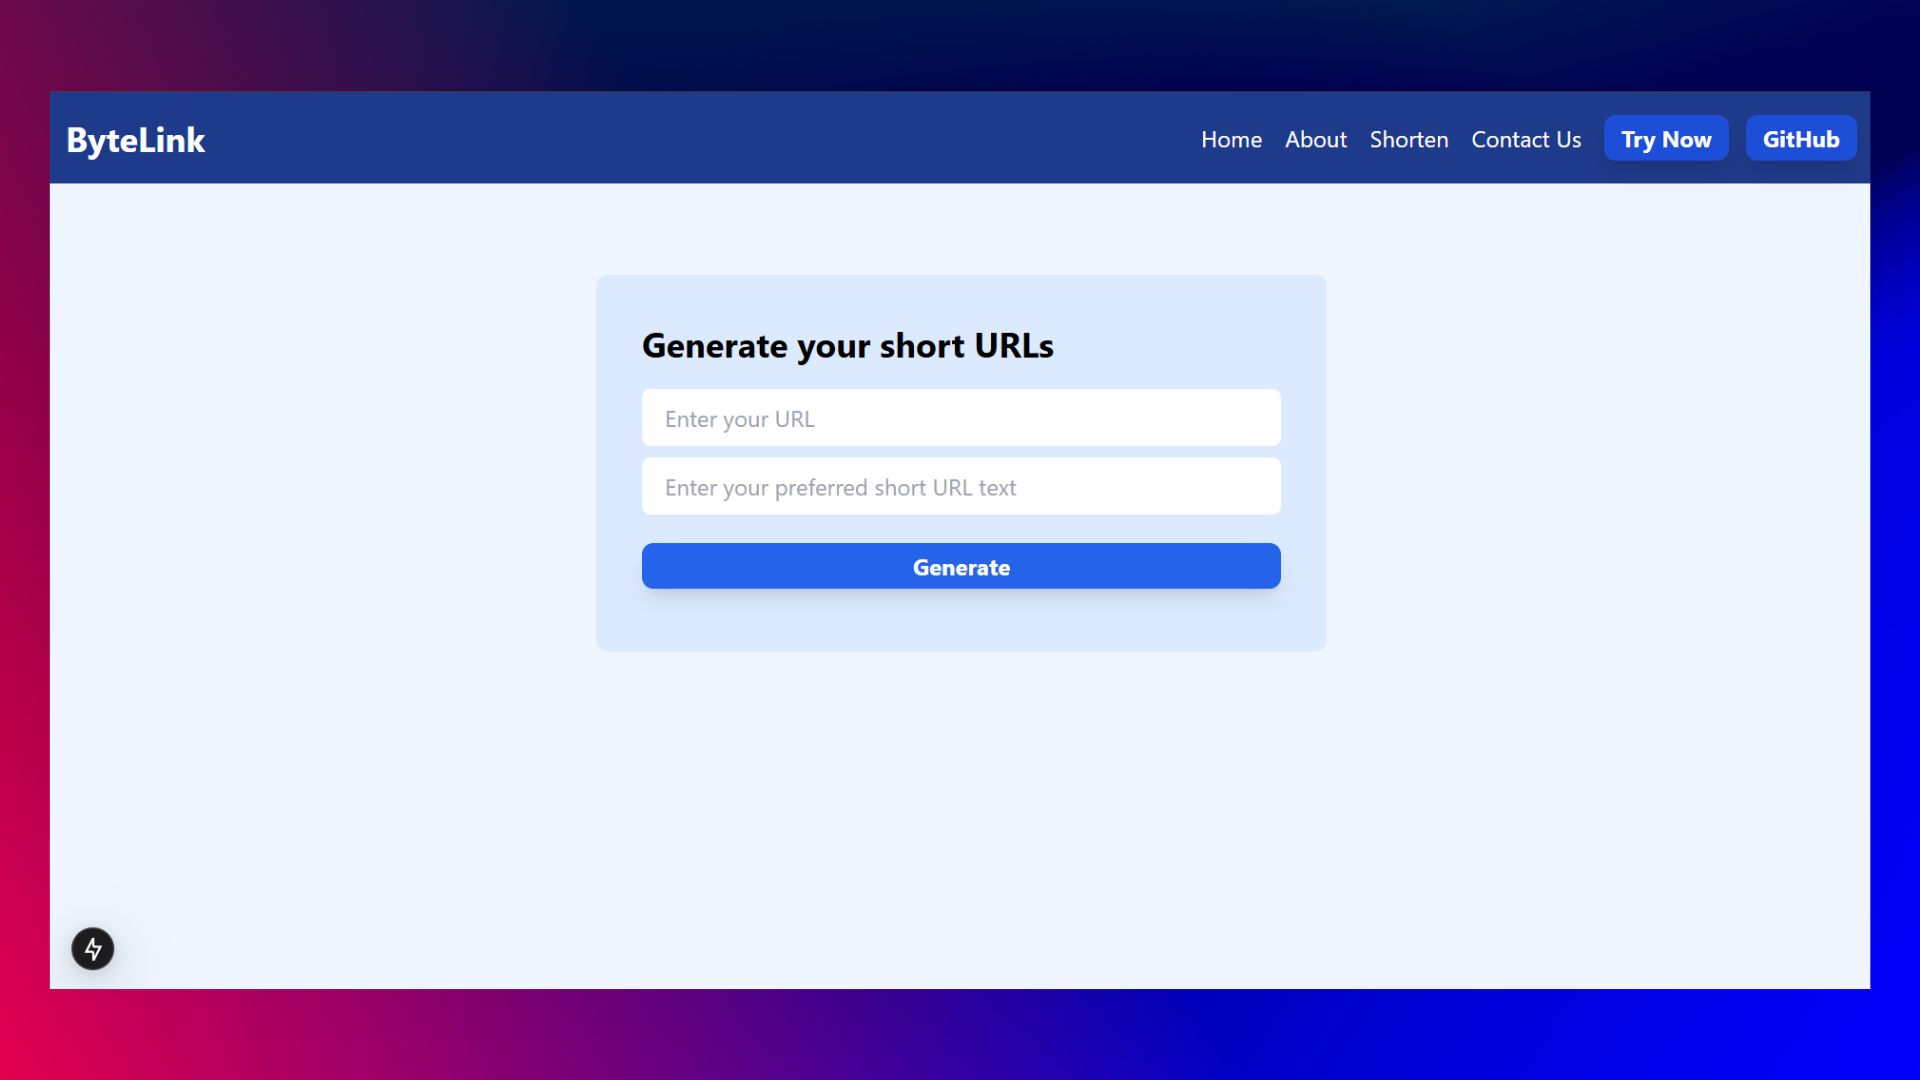 ByteLink
Home About Shorten Contact Us Try Now GitHub
Generate your short URLs
Enter your URL
Enter your preferred short URL text
Generate